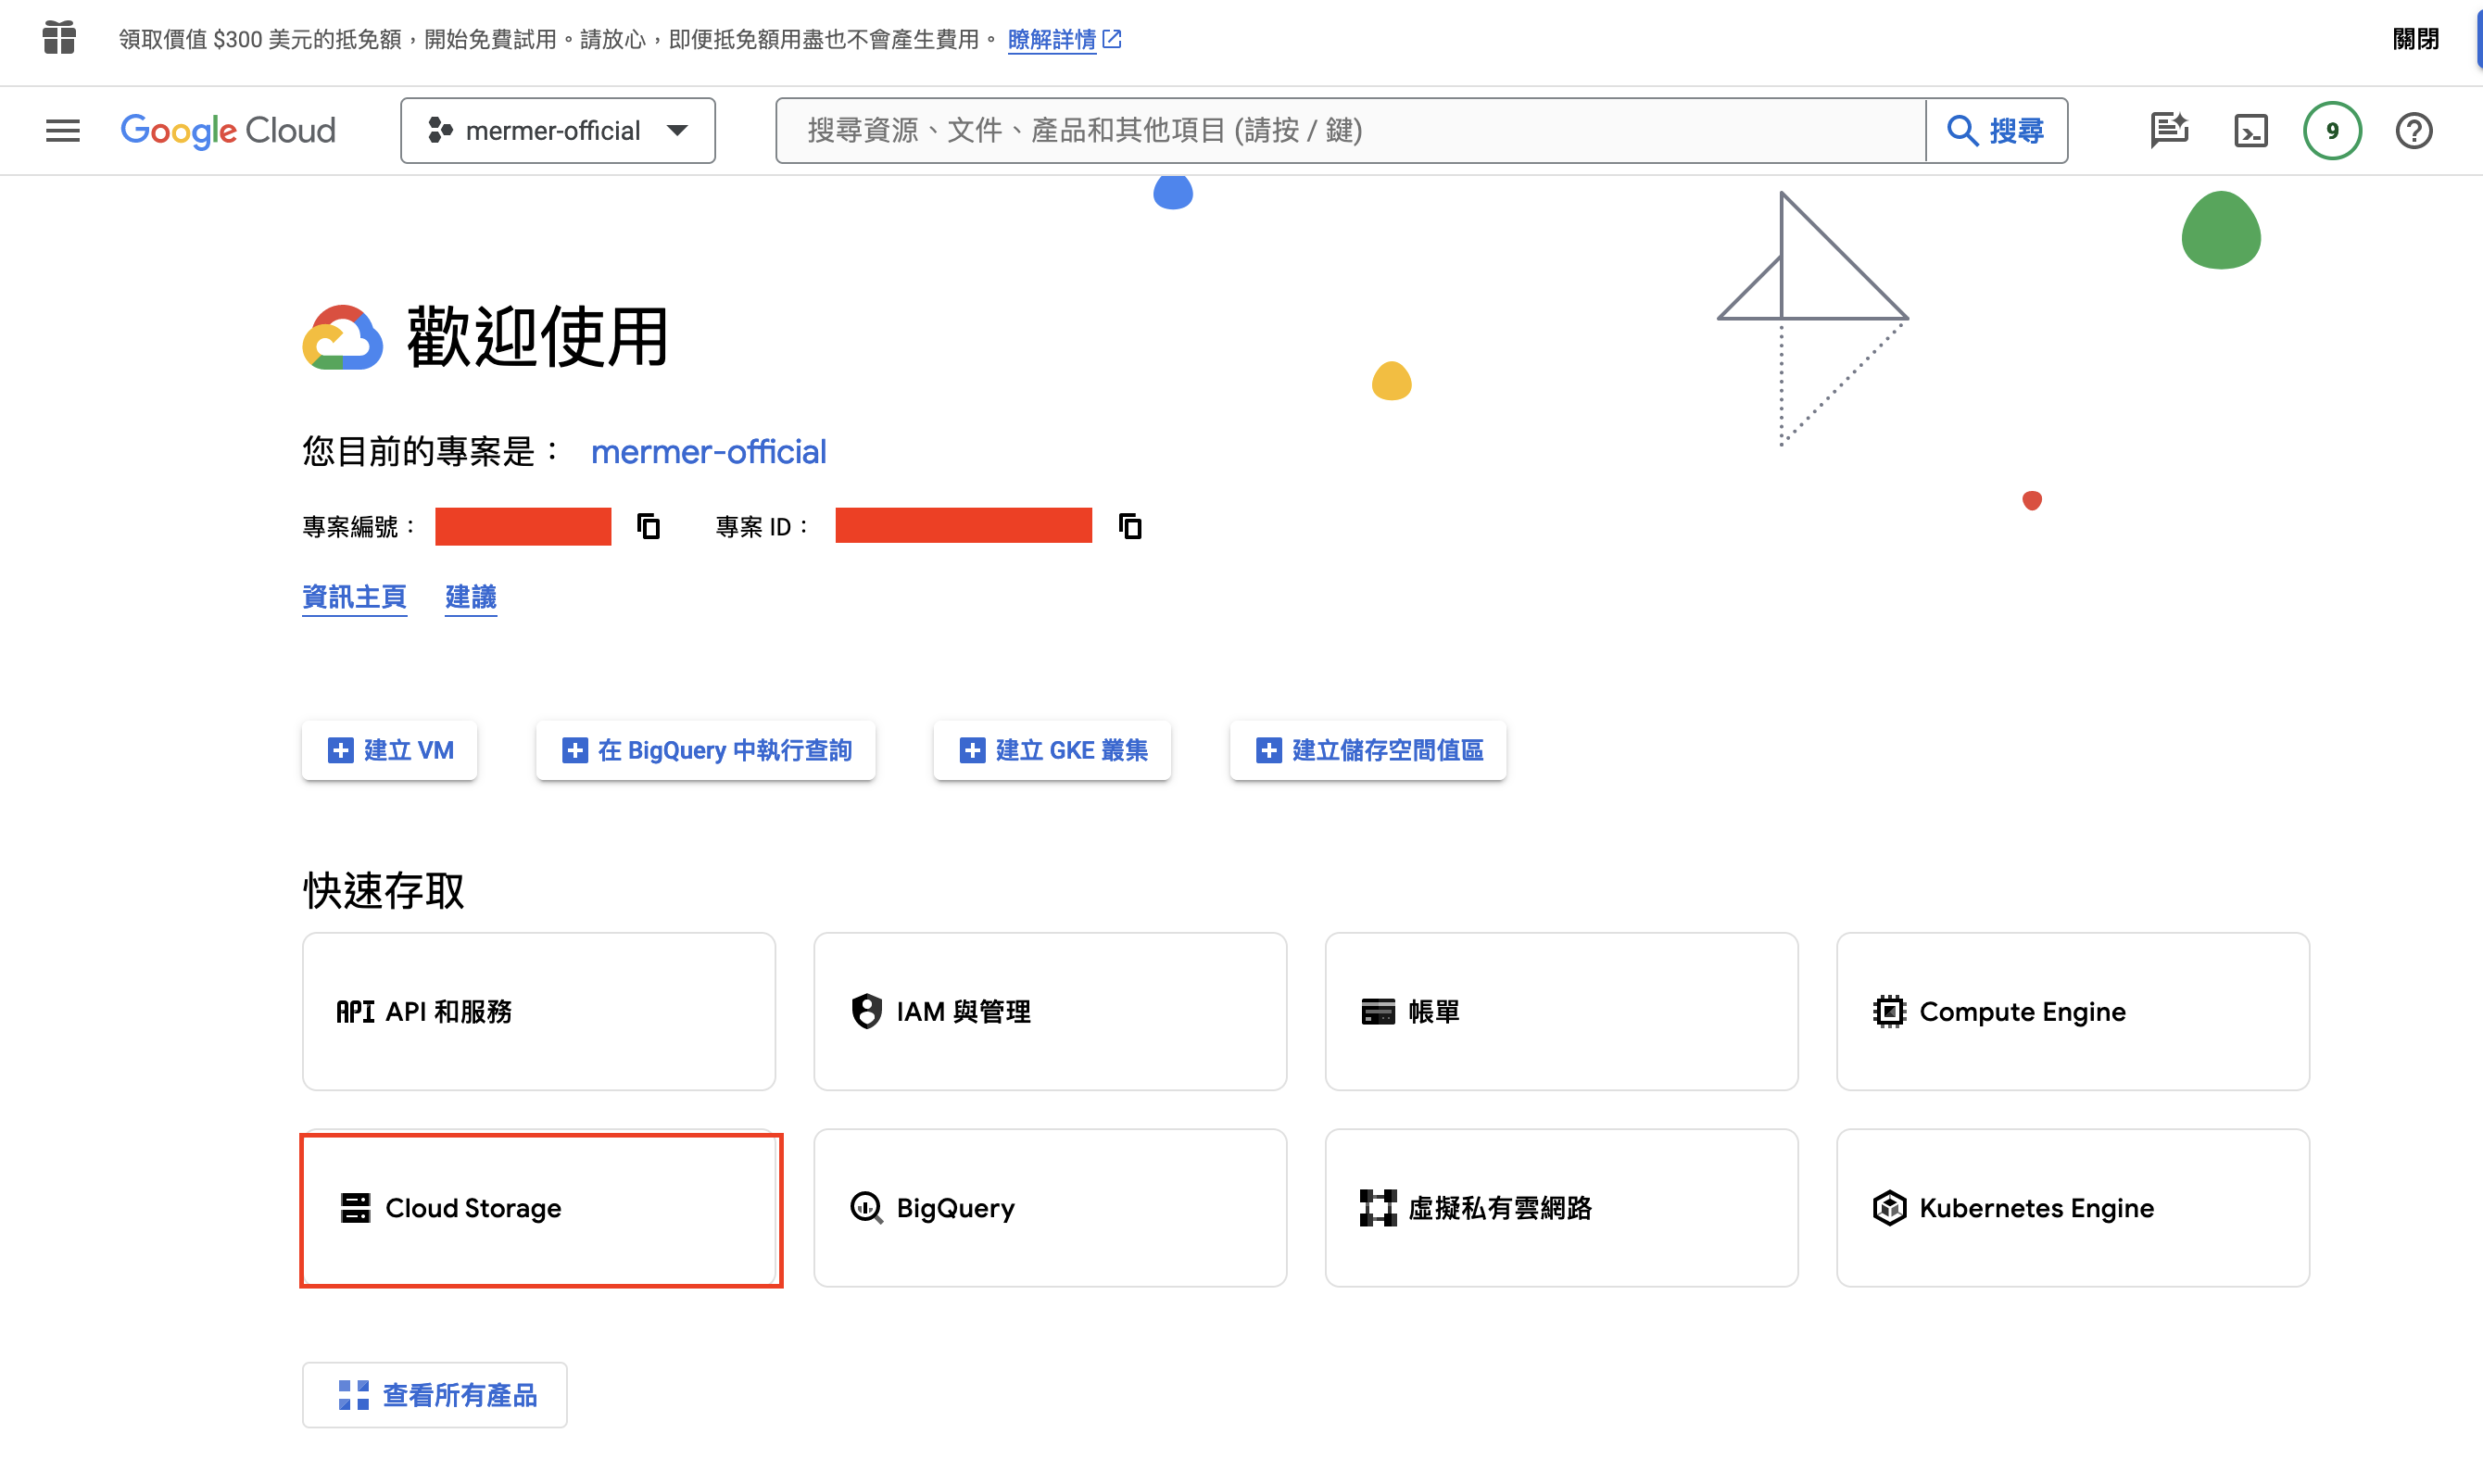 領取價值 $300 美元的抵免額，開始免費試用。請放心，即便抵免額用盡也不會產生費用。 瞭解詳情
關閉
Google Cloud
mermer-official
搜尋資源、文件、產品和其他項目 (請按 / 鍵)
搜尋
9
歡迎使用
您目前的專案是： mermer-official
專案編號：
專案 ID：
資訊主頁 建議
建立 VM
在 BigQuery 中執行查詢
建立 GKE 叢集
建立儲存空間值區
快速存取
API API 和服務
IAM 與管理
帳單
Compute Engine
Cloud Storage
BigQuery
虛擬私有雲網路
Kubernetes Engine
查看所有產品